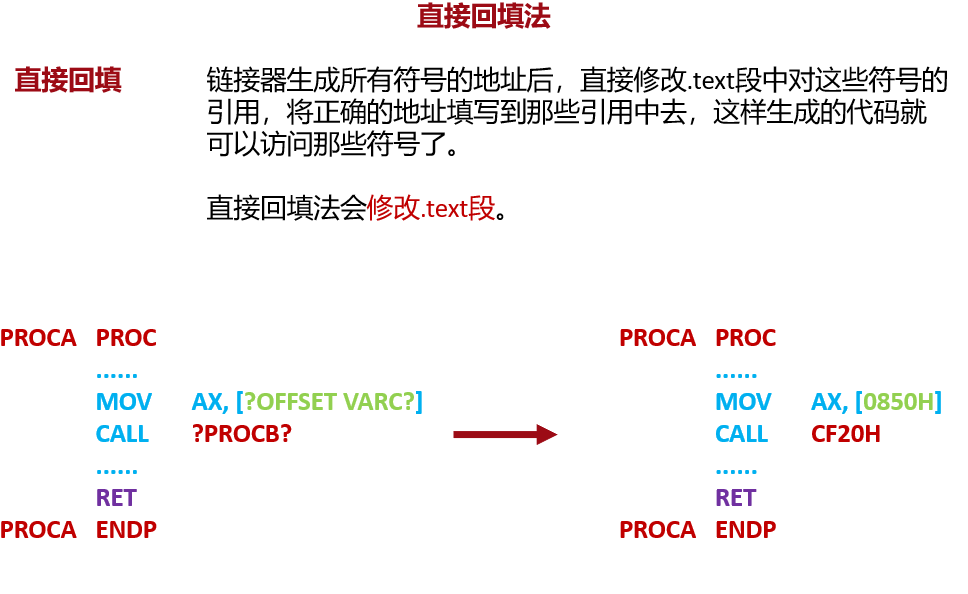 直接回填法
直接回填 链接器生成所有符号的地址后，直接修改.text段中对这些符号的
引用，将正确的地址填写到那些引用中去，这样生成的代码就
可以访问那些符号了。
直接回填法会修改.text段。
PROCA PROC
......
MOV AX, [?OFFSET VARC?]
CALL ?PROCB?
......
RET
PROCA ENDP
PROCA PROC
......
MOV AX, [0850H]
CALL CF20H
......
RET
PROCA ENDP